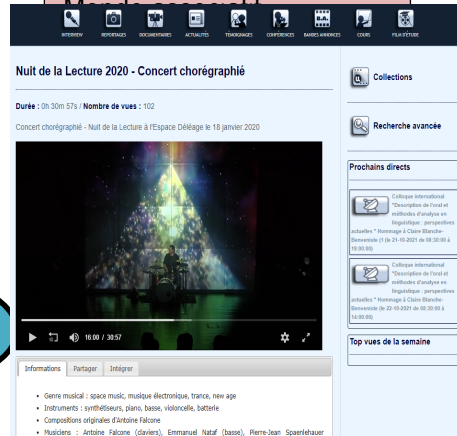 INTERVIEW REPORTAGES DOCUMENTAIRES ACTUALITÉS TÉMOIGNAGES CONFÉRENCES BANDES ANNONCES COURS FILM D'ÉTUDE
B.A.
Nuit de la Lecture 2020 - Concert chorégraphié
Durée : 0h 30m 57s / Nombre de vues : 102
Concert chorégraphié - Nuit de la Lecture à l'Espace Déléage le 18 janvier 2020
16:00 / 30:57
Informations Partager Intégrer
• Genre musical : space music, musique électronique, trance, new age
• Instruments : synthétiseurs, piano, basse, violoncelle, batterie
• Compositions originales d'Antoine Falcone
• Musiciens : Antoine Falcone (claviers), Emmanuel Nataf (basse), Pierre-Jean Spaenlehauer
Collections
Recherche avancée
Prochains directs
Colloque international
"Description de l'oral et
méthodes d'analyse en
linguistique : perspectives
actuelles " Hommage à Claire Blanche-
Benveniste (1 (le 21-10-2021 de 08:30:00 à
19:00:00)
Colloque international
"Description de l'oral et
méthodes d'analyse en
linguistique : perspectives
actuelles " Hommage à Claire Blanche-
Benveniste (le 22-10-2021 de 08:30:00 à
14:00:00)
Top vues de la semaine